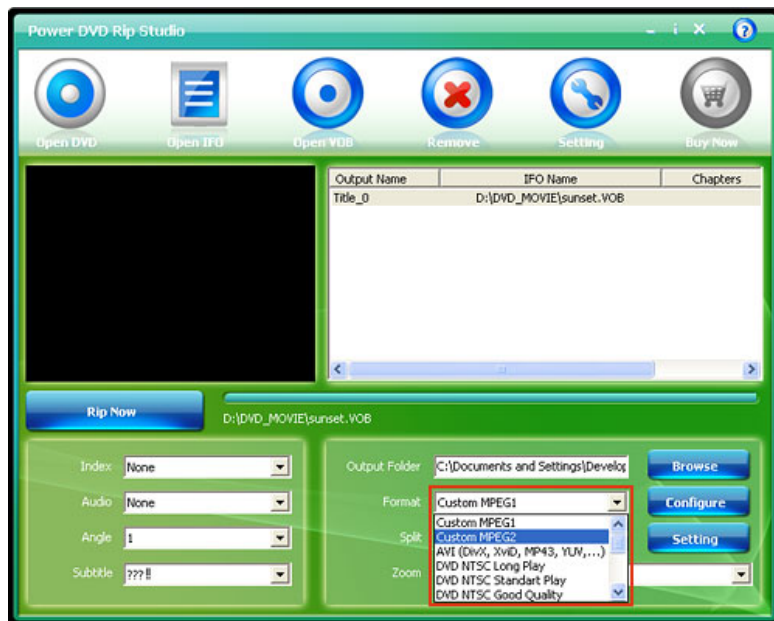 Power DVD Rip Studio
Open DVD Open IFO Open VOB Remove Setting Buy Now
Output Name IFO Name Chapters
Title_0 D:\DVD_MOVIE\sunset.VOB
Rip Now
D:\DVD_MOVIE\sunset.VOB
Index None
Audio None
Angle 1
Subtitle ???‼
Output Folder C:\Documents and Settings\Develop Browse
Format Custom MPEG1 Configure
Split Setting
Zoom
Custom MPEG1
Custom MPEG2
AVI (DivX, XviD, MP43, YUV,...)
DVD NTSC Long Play
DVD NTSC Standart Play
DVD NTSC Good Quality